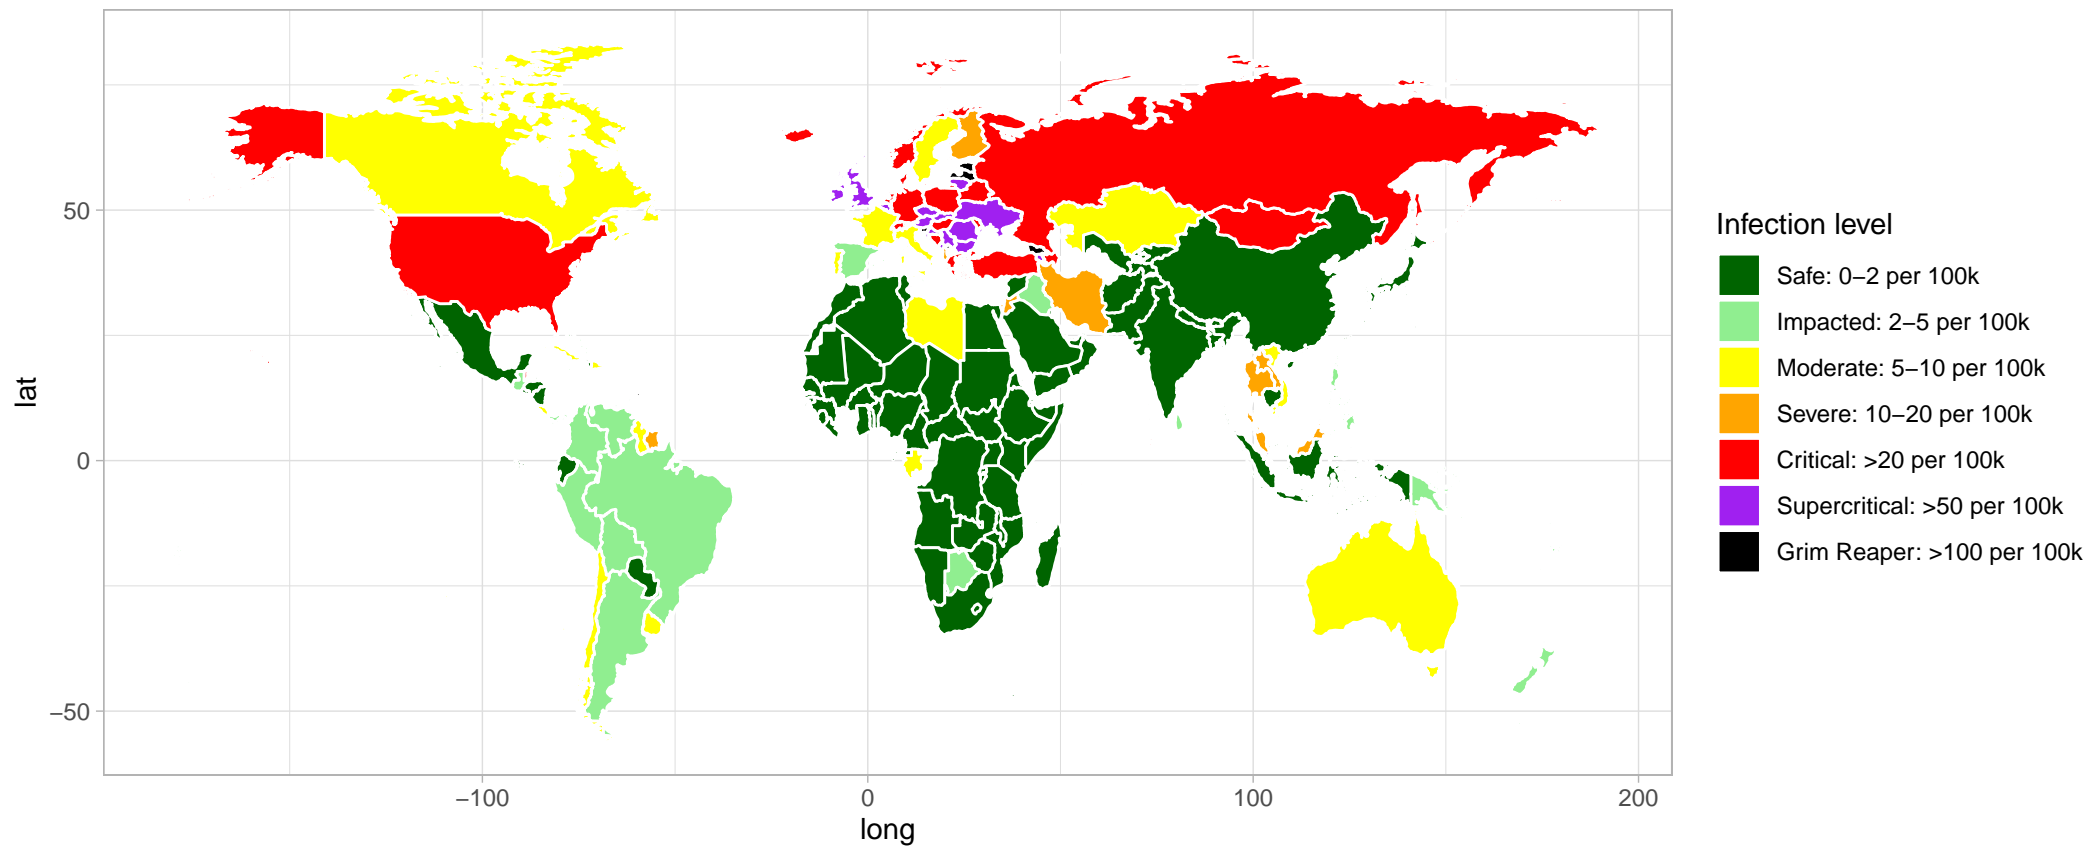 50
0
−50
lat
−100
0
100
200
long
Infection level
Safe: 0−2 per 100k
Impacted: 2−5 per 100k
Moderate: 5−10 per 100k
Severe: 10−20 per 100k
Critical: >20 per 100k
Supercritical: >50 per 100k
Grim Reaper: >100 per 100k